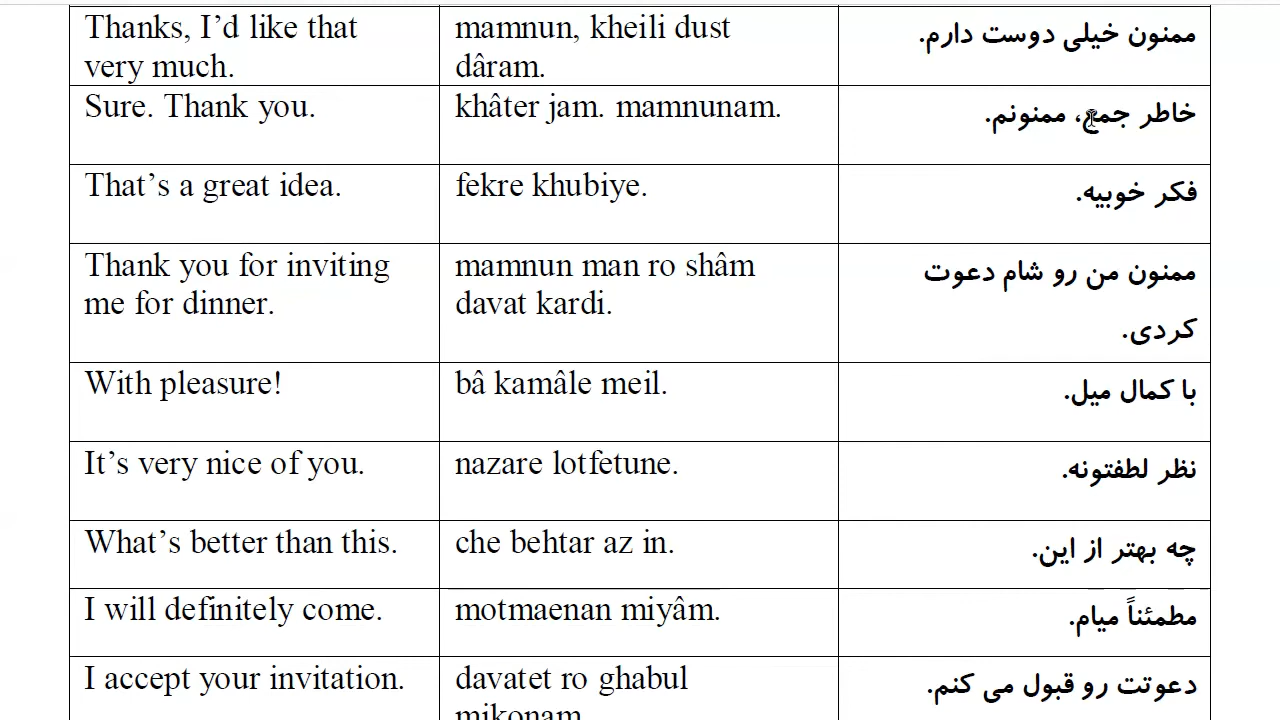 Thanks, I’d like that
very much.
mamnun, kheili dust
dâram.
ممنون خیلی دوست دارم.
Sure. Thank you.
khâter jam. mamnunam.
خاطر جمع، ممنونم.
That’s a great idea.
fekre khubiye.
فکر خوبیه.
Thank you for inviting
me for dinner.
mamnun man ro shâm
davat kardi.
ممنون من رو شام دعوت
کردی.
With pleasure!
bâ kamâle meil.
با کمال میل.
It’s very nice of you.
nazare lotfetune.
نظر لطفتونه.
What’s better than this.
che behtar az in.
چه بهتر از این.
I will definitely come.
motmaenan miyâm.
مطمئناً میام.
I accept your invitation.
davatet ro ghabul
mikonam
دعوتت رو قبول می کنم.